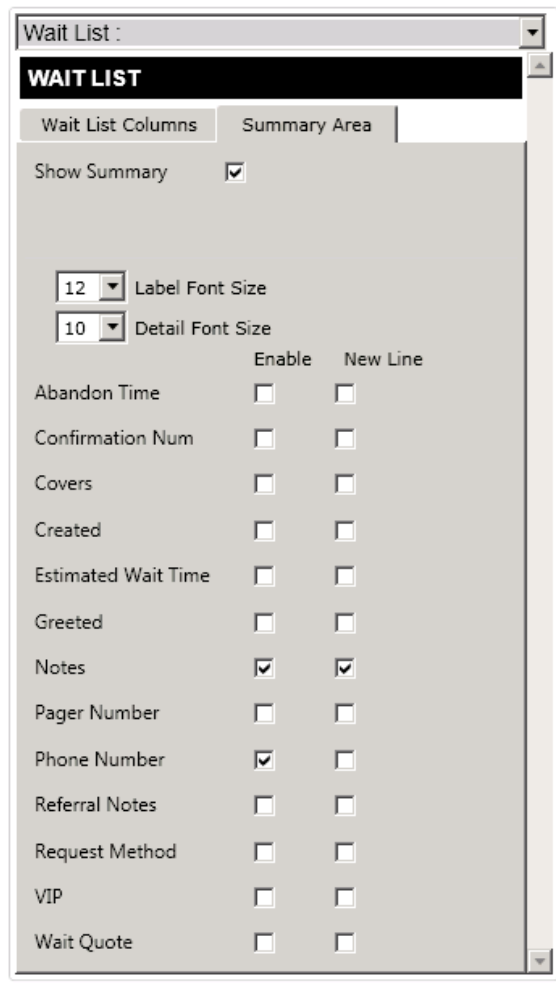 Wait List :
WAIT LIST
Wait List Columns Summary Area
Show Summary
12 Label Font Size
10 Detail Font Size
Enable New Line
Abandon Time
Confirmation Num
Covers
Created
Estimated Wait Time
Greeted
Notes
Pager Number
Phone Number
Referral Notes
Request Method
VIP
Wait Quote